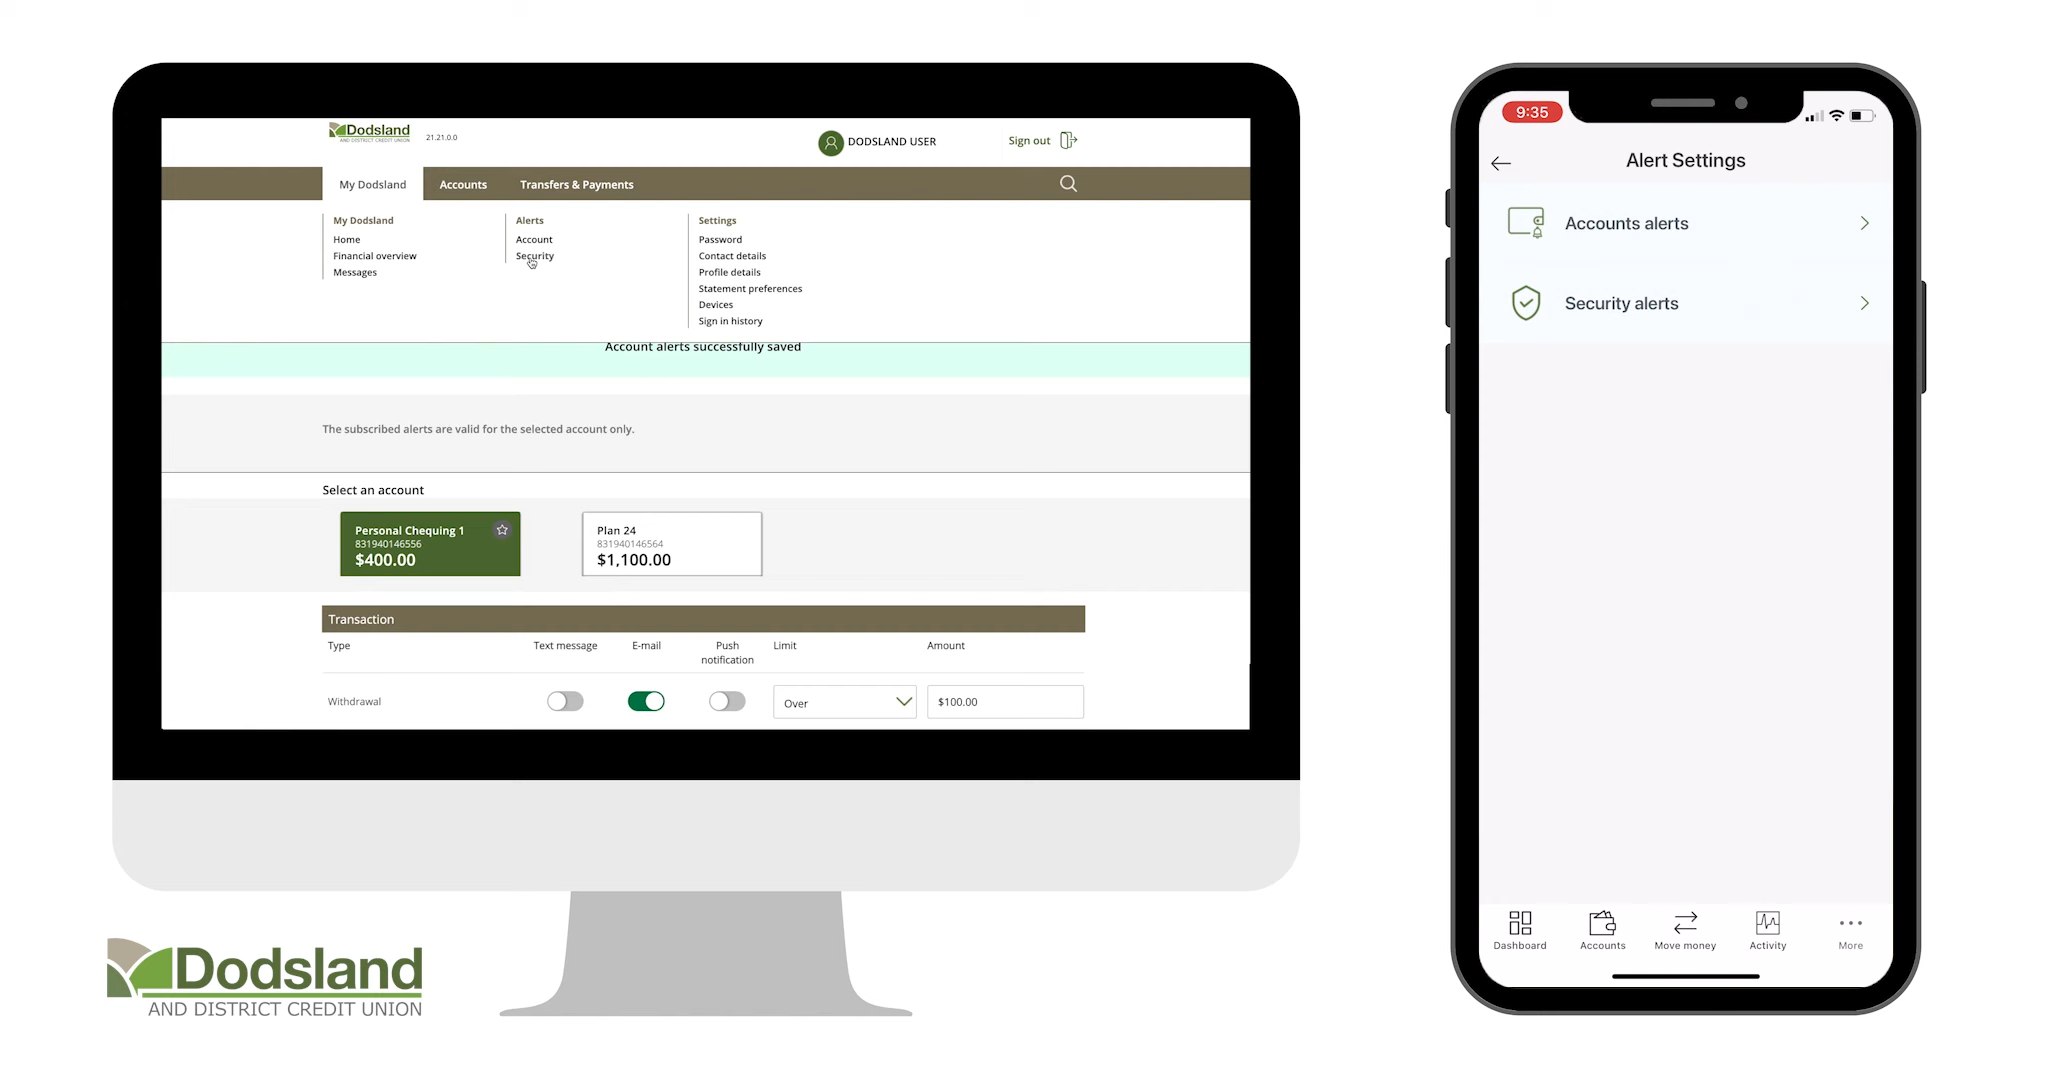 Dodsland
AND DISTRICT CREDIT UNION
21.21.0.0
DODSLAND USER
Sign out
My Dodsland
Accounts
Transfers & Payments
My Dodsland
Home
Financial overview
Messages
Alerts
Account
Security
Settings
Password
Contact details
Profile details
Statement preferences
Devices
Sign in history
Account alerts successfully saved
The subscribed alerts are valid for the selected account only.
Select an account
Personal Chequing 1
831940146556
$400.00
Plan 24
831940146564
$1,100.00
Transaction
Type
Text message
E-mail
Push
notification
Limit
Amount
Withdrawal
Over
$100.00
Dodsland
AND DISTRICT CREDIT UNION
9:35
Alert Settings
Accounts alerts
Security alerts
Dashboard
Accounts
Move money
Activity
More